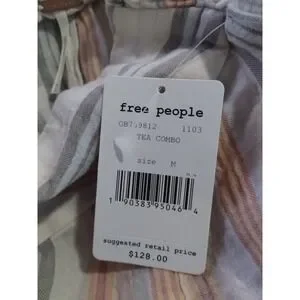 free people
OB759812 1103
TEA COMBO
size M
1 90383 95046 4
suggested retail price
$128.00